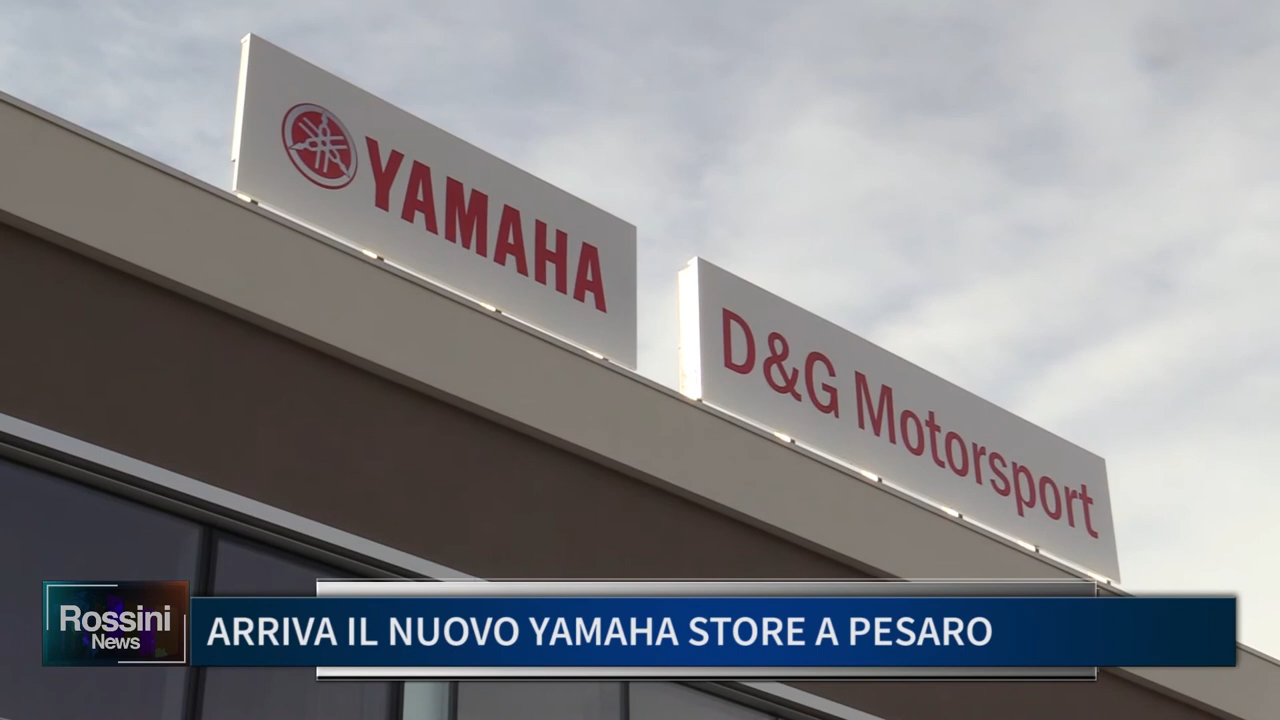 YAMAHA
D&G Motorsport
Rossini
News
ARRIVA IL NUOVO YAMAHA STORE A PESARO